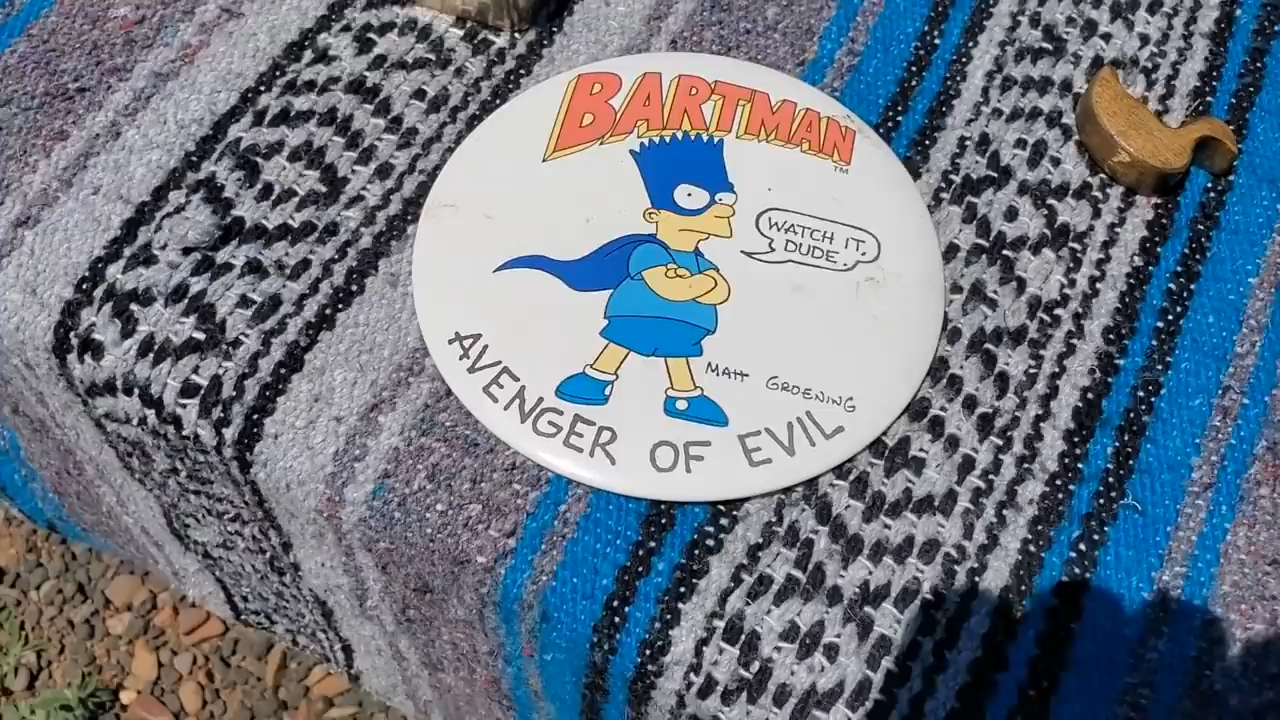 BARTMAN
TM
WATCH IT,
DUDE.
MATT GROENING
AVENGER OF EVIL